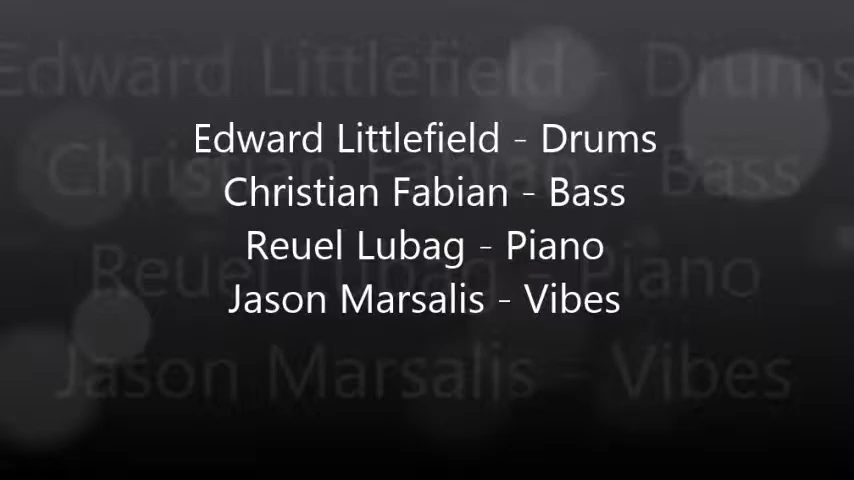 Edward Littlefield - Drums
Christian Fabian - Bass
Reuel Lubag - Piano
Jason Marsalis - Vibes